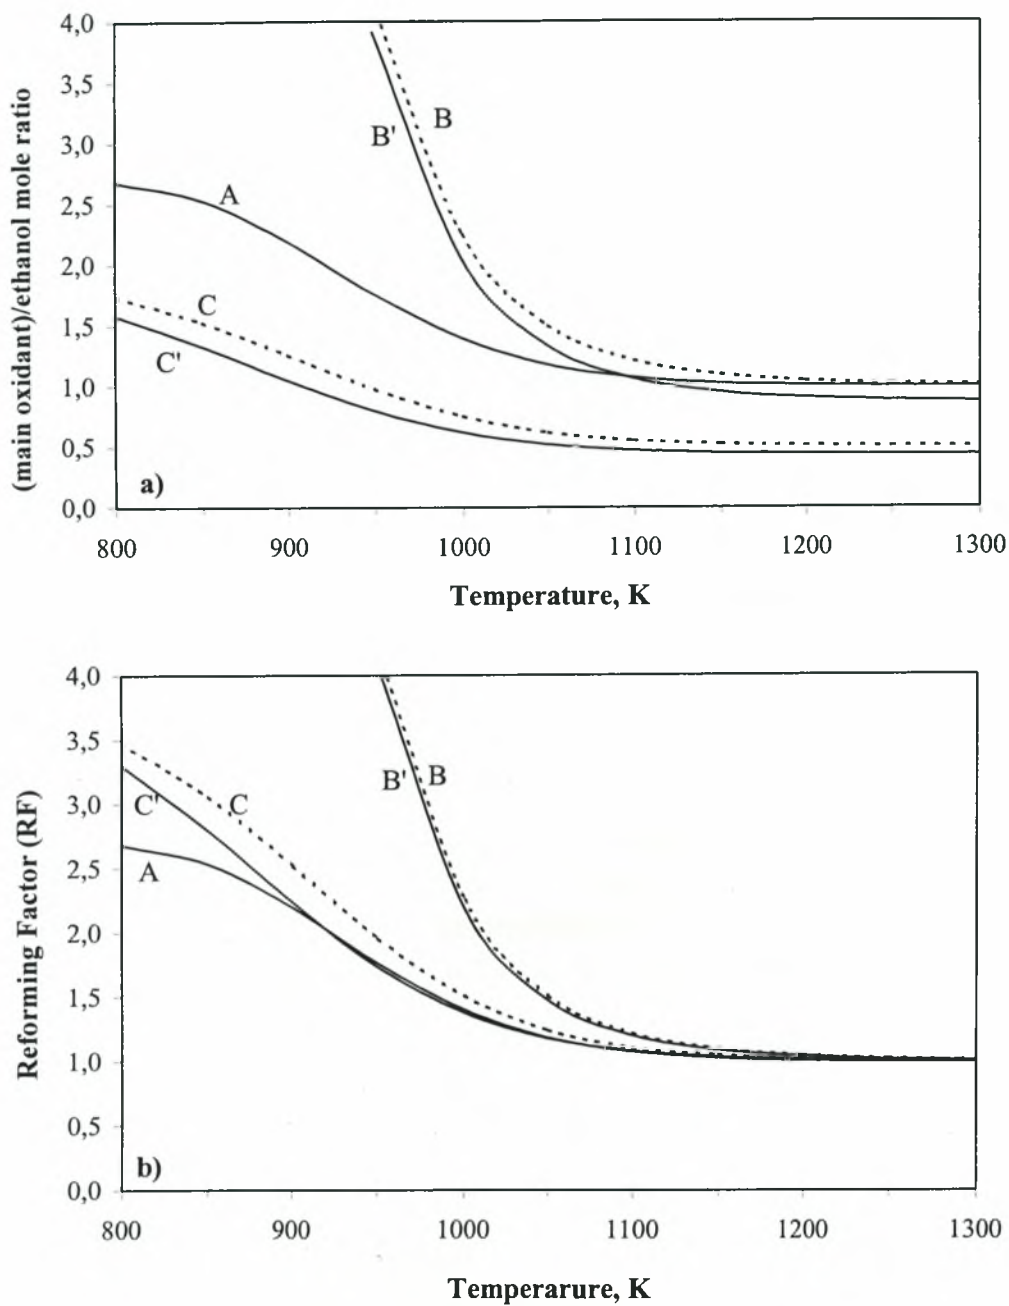 (main oxidant)/ethanol mole ratio
4,0
3,5
3,0
2,5
2,0
1,5
1,0
0,5
0,0
B
B'
A
C
C'
a)
800 900 1000 1100 1200 1300
Temperature, K
Reforming Factor (RF)
4,0
3,5
3,0
2,5
2,0
1,5
1,0
0,5
0,0
B' B
C' C
A
b)
800 900 1000 1100 1200 1300
Temperarure, K